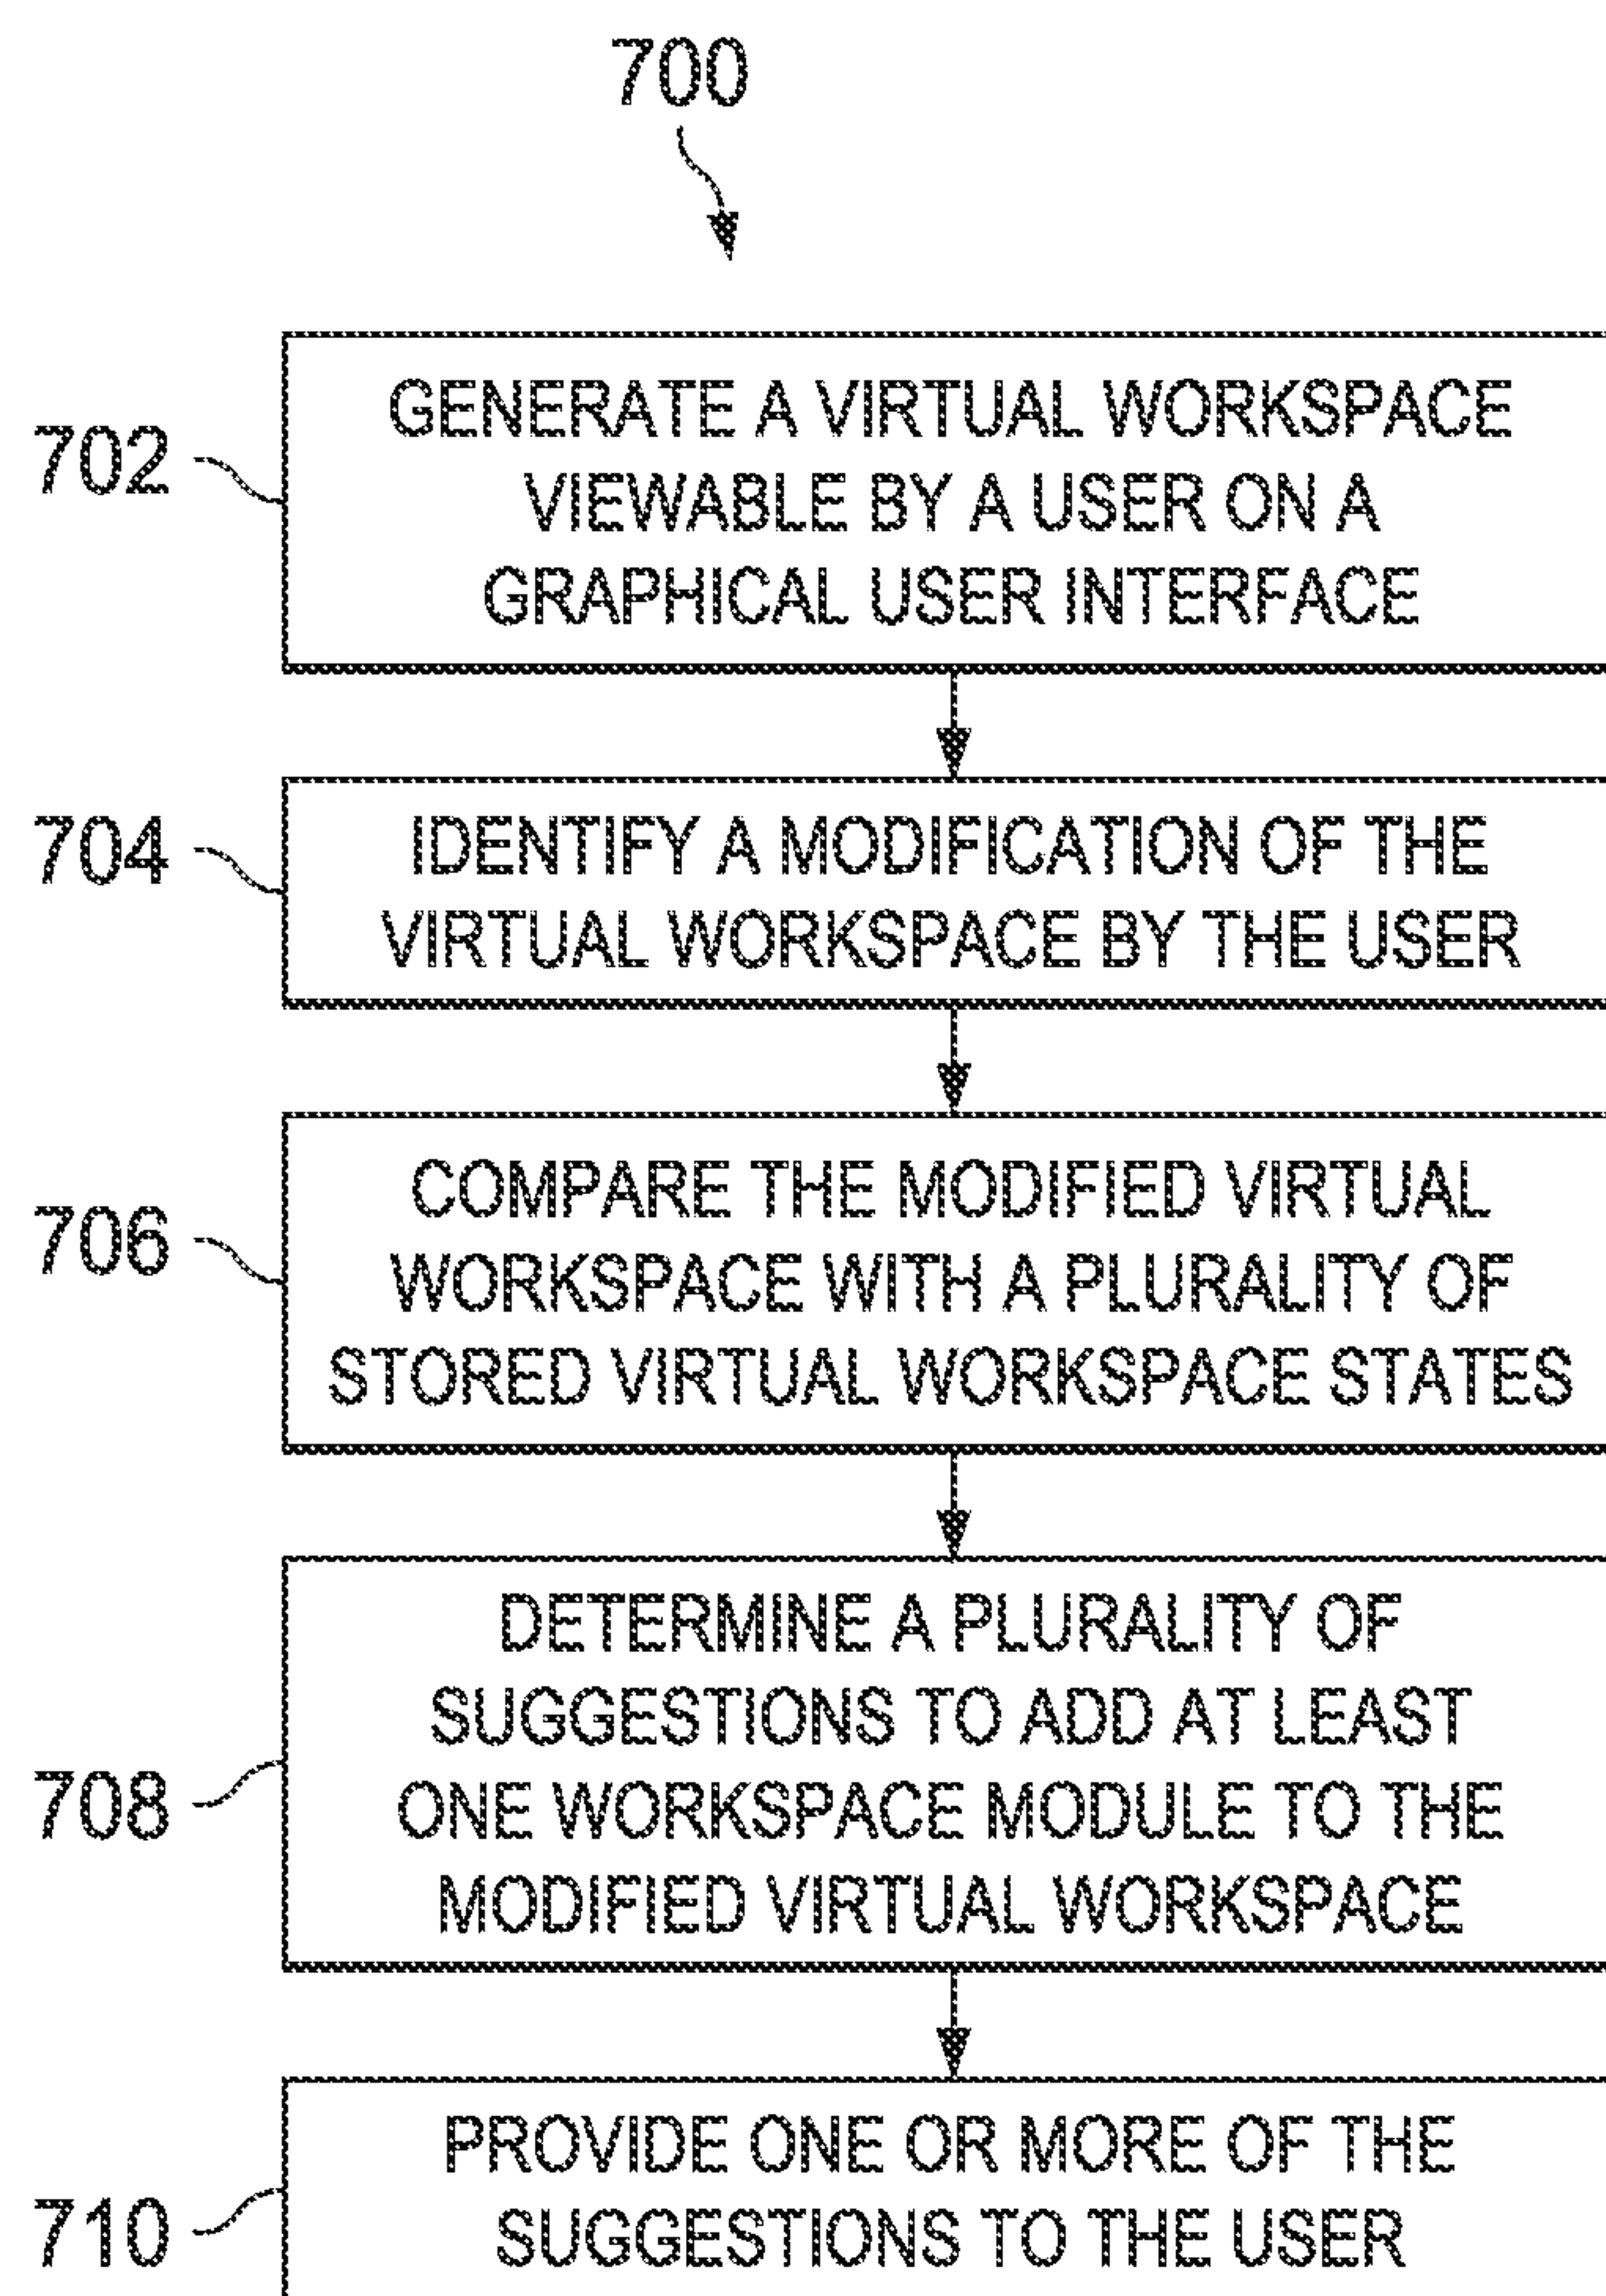 700
702
GENERATE A VIRTUAL WORKSPACE
VIEWABLE BY A USER ON A
GRAPHICAL USER INTERFACE
704
IDENTIFY A MODIFICATION OF THE
VIRTUAL WORKSPACE BY THE USER
706
COMPARE THE MODIFIED VIRTUAL
WORKSPACE WITH A PLURALITY OF
STORED VIRTUAL WORKSPACE STATES
708
DETERMINE A PLURALITY OF
SUGGESTIONS TO ADD AT LEAST
ONE WORKSPACE MODULE TO THE
MODIFIED VIRTUAL WORKSPACE
710
PROVIDE ONE OR MORE OF THE
SUGGESTIONS TO THE USER